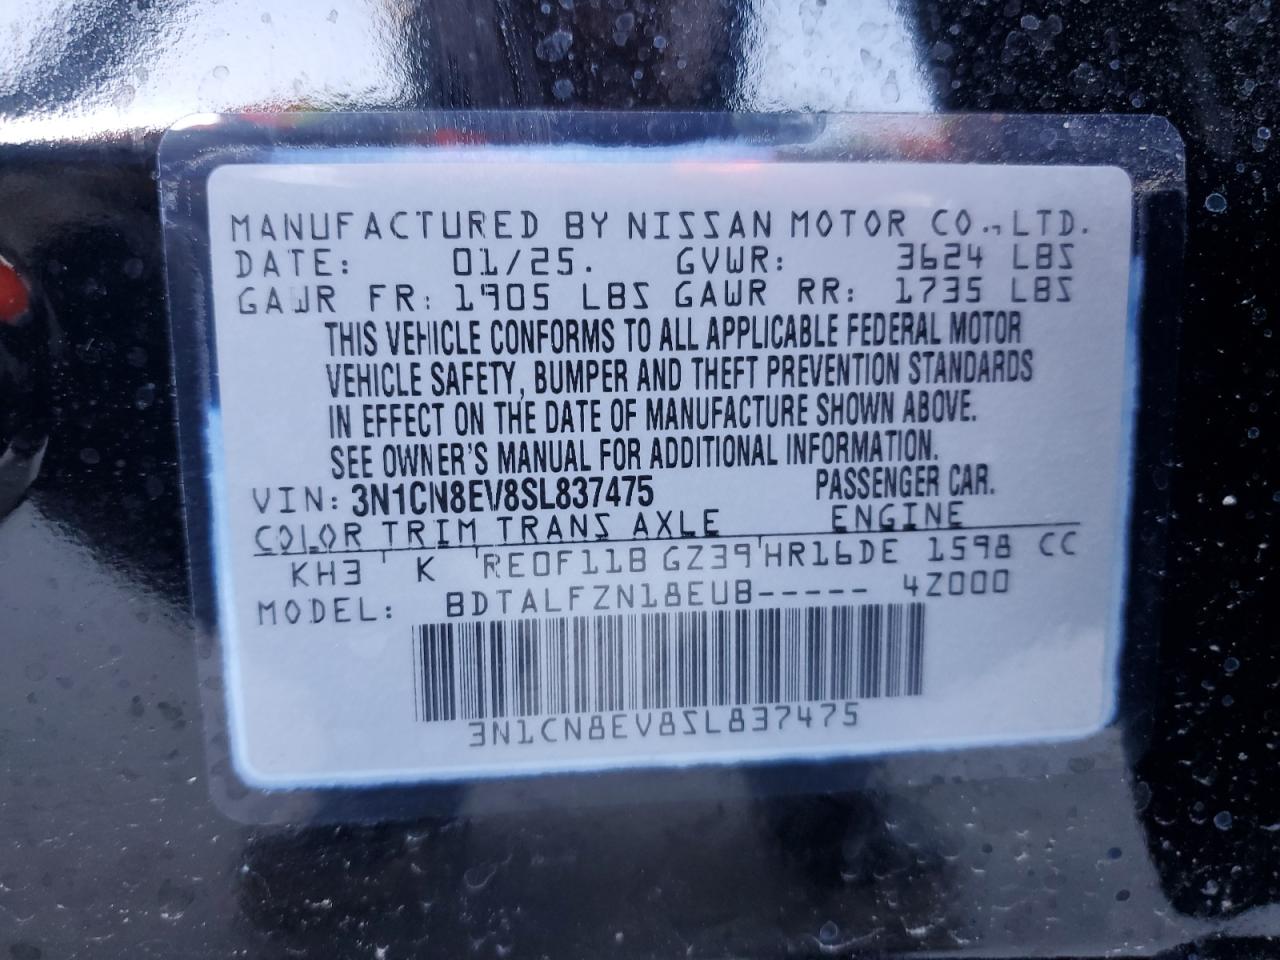 MANUFACTURED BY NISSAN MOTOR CO., LTD.
DATE: 01/25. GVWR: 3624 LBS
GAWR FR: 1905 LBS GAWR RR: 1735 LBS
THIS VEHICLE CONFORMS TO ALL APPLICABLE FEDERAL MOTOR
VEHICLE SAFETY, BUMPER AND THEFT PREVENTION STANDARDS
IN EFFECT ON THE DATE OF MANUFACTURE SHOWN ABOVE.
SEE OWNER'S MANUAL FOR ADDITIONAL INFORMATION.
VIN: 3N1CN8EV8SL837475 PASSENGER CAR.
COLOR TRIM TRANS AXLE ENGINE
KH3 K RE0F11B GZ39 HR16DE 1598 CC
MODEL: BDTALFZN18EUB----- 4Z000
3N1CN8EV8SL837475